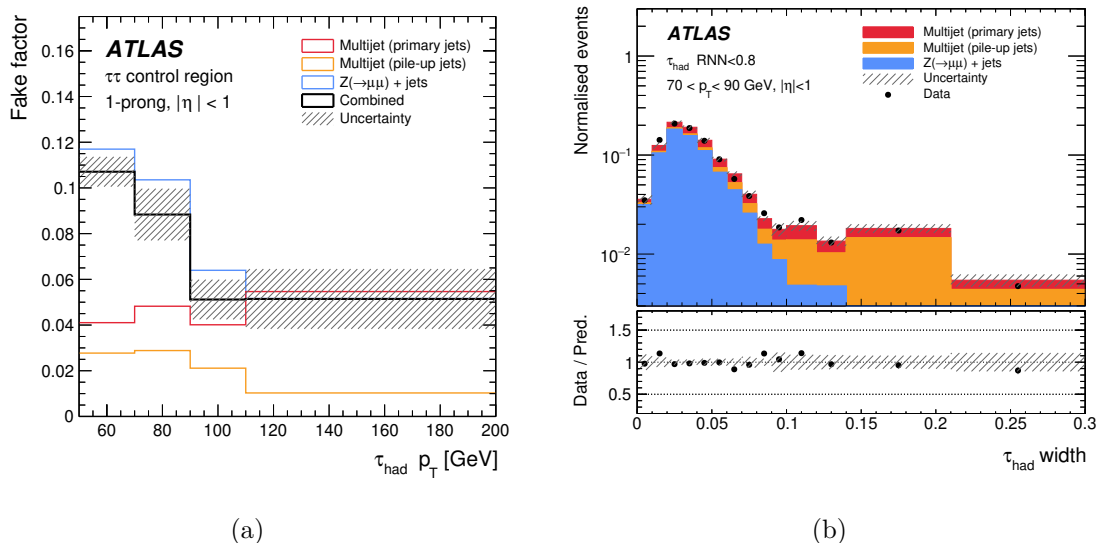 Fake factor
0.16
0.14
0.12
0.1
0.08
0.06
0.04
0.02
0
ATLAS
ττ control region
1-prong, |η| < 1
Multijet (primary jets)
Multijet (pile-up jets)
Z(→μμ) + jets
Combined
Uncertainty
60 80 100 120 140 160 180 200
τhad pT [GeV]
(a)
Normalised events
1
10⁻¹
10⁻²
ATLAS
τhad RNN<0.8
70 < pT < 90 GeV, |η|<1
Multijet (primary jets)
Multijet (pile-up jets)
Z(→μμ) + jets
Uncertainty
Data
Data / Pred.
1.5
1
0.5
0 0.05 0.1 0.15 0.2 0.25 0.3
τhad width
(b)